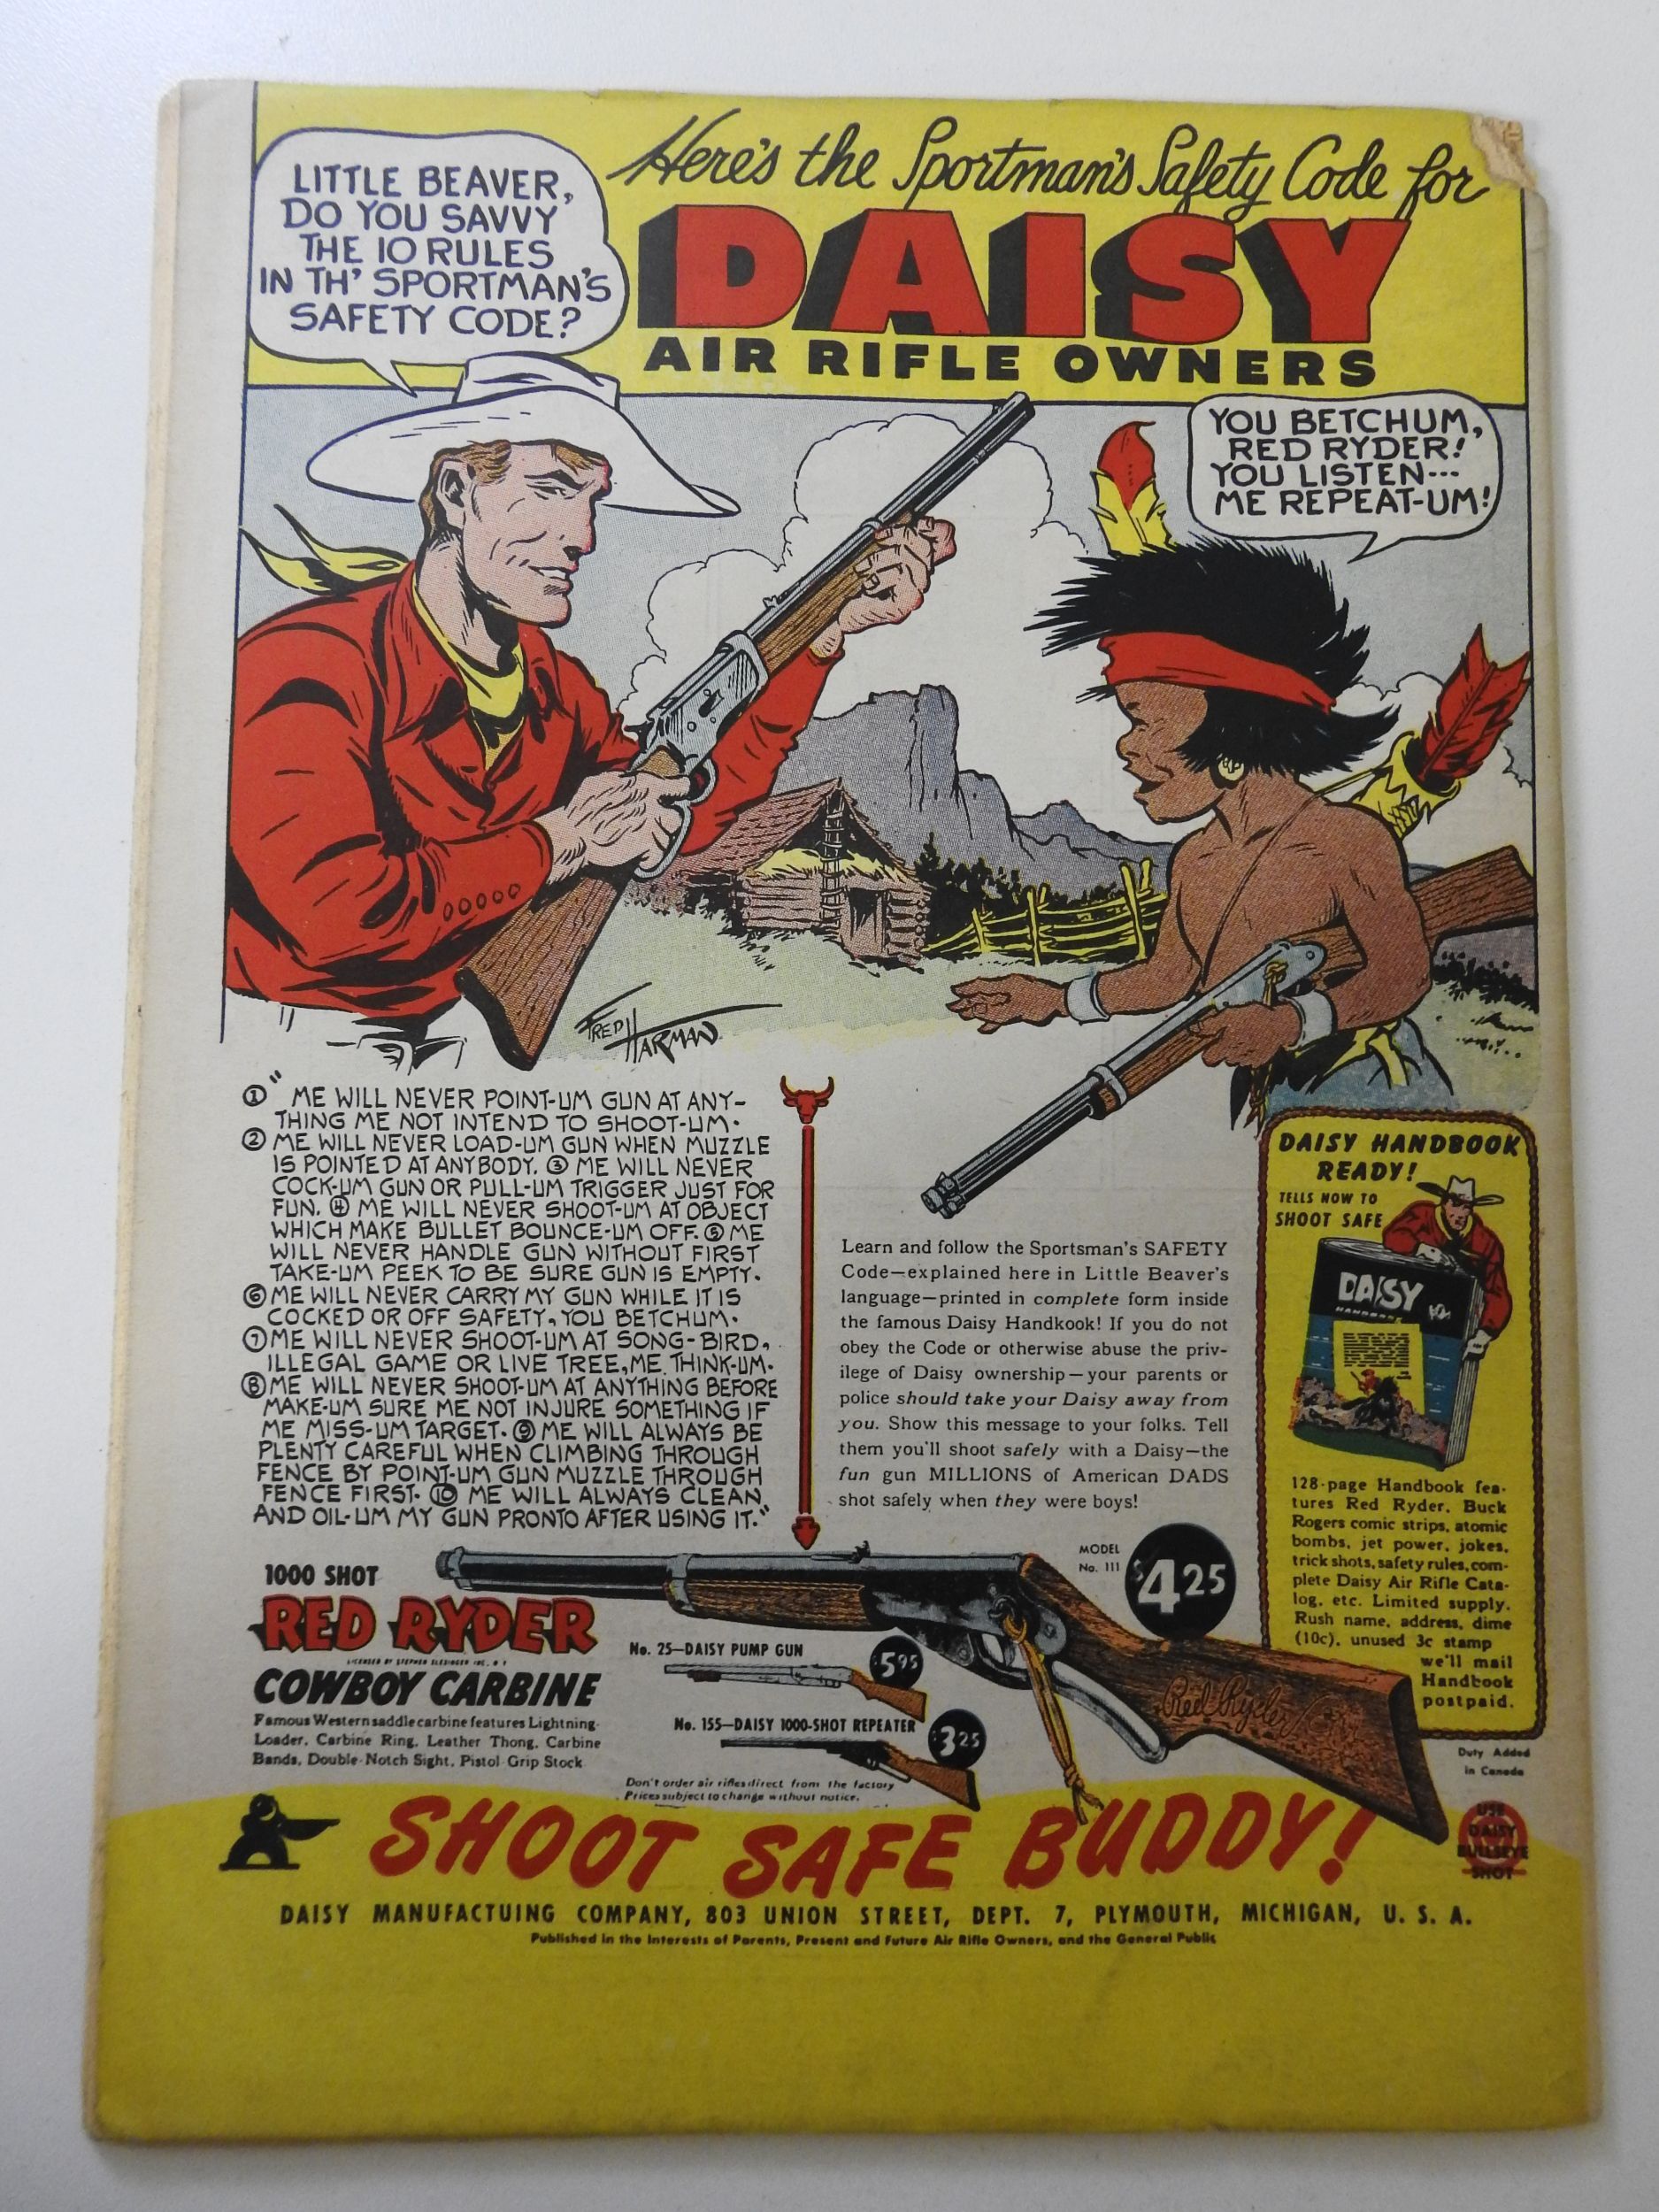 LITTLE BEAVER,
DO YOU SAVVY
THE 10 RULES
IN TH' SPORTMAN'S
SAFETY CODE?
Here's the Sportman's Safety Code for
DAISY
AIR RIFLE OWNERS
YOU BETCHUM,
RED RYDER!
YOU LISTEN---
ME REPEAT-UM!
FRED HARMAN
① "ME WILL NEVER POINT-UM GUN AT ANY-
THING ME NOT INTEND TO SHOOT-UM.
② ME WILL NEVER LOAD-UM GUN WHEN MUZZLE
IS POINTED AT ANYBODY. ③ ME WILL NEVER
COCK-UM GUN OR PULL-UM TRIGGER JUST FOR
FUN. ④ ME WILL NEVER SHOOT-UM AT OBJECT
WHICH MAKE BULLET BOUNCE-UM OFF. ⑤ ME
WILL NEVER HANDLE GUN WITHOUT FIRST
TAKE-UM PEEK TO BE SURE GUN IS EMPTY.
⑥ ME WILL NEVER CARRY MY GUN WHILE IT IS
COCKED OR OFF SAFETY, YOU BETCHUM.
⑦ ME WILL NEVER SHOOT-UM AT SONG-BIRD,
ILLEGAL GAME OR LIVE TREE, ME THINK-UM.
⑧ ME WILL NEVER SHOOT-UM AT ANYTHING BEFORE
MAKE-UM SURE ME NOT INJURE SOMETHING IF
ME MISS-UM TARGET. ⑨ ME WILL ALWAYS BE
PLENTY CAREFUL WHEN CLIMBING THROUGH
FENCE BY POINT-UM GUN MUZZLE THROUGH
FENCE FIRST. ⑩ ME WILL ALWAYS CLEAN
AND OIL-UM MY GUN PRONTO AFTER USING IT."
Learn and follow the Sportsman's SAFETY
Code—explained here in Little Beaver's
language—printed in complete form inside
the famous Daisy Handkook! If you do not
obey the Code or otherwise abuse the priv-
ilege of Daisy ownership—your parents or
police should take your Daisy away from
you. Show this message to your folks. Tell
them you'll shoot safely with a Daisy—the
fun gun MILLIONS of American DADS
shot safely when they were boys!
DAISY HANDBOOK
READY!
TELLS HOW TO
SHOOT SAFE
DAISY
HANDBOOK
128-page Handbook fea-
tures Red Ryder, Buck
Rogers comic strips, atomic
bombs, jet power, jokes,
trick shots, safety rules, com-
plete Daisy Air Rifle Cata-
log, etc. Limited supply.
Rush name, address, dime
(10c), unused 3c stamp
we'll mail
Handbook
postpaid.
1000 SHOT
RED RYDER
LICENSED BY STEPHEN SLESINGER INC. N Y
COWBOY CARBINE
Famous Western saddle carbine features Lightning-
Loader, Carbine Ring, Leather Thong, Carbine
Bands, Double-Notch Sight, Pistol-Grip Stock
MODEL
No. 111
$4.25
No. 25—DAISY PUMP GUN
$5.95
No. 155—DAISY 1000-SHOT REPEATER
$3.25
Don't order air rifles direct from the factory
Prices subject to change without notice.
Red Ryder
Duty Added
in Canada
SHOOT SAFE BUDDY!
USE
DAISY
BULLSEYE
SHOT
DAISY MANUFACTUING COMPANY, 803 UNION STREET, DEPT. 7, PLYMOUTH, MICHIGAN, U. S. A.
Published in the Interests of Parents, Present and Future Air Rifle Owners, and the General Public